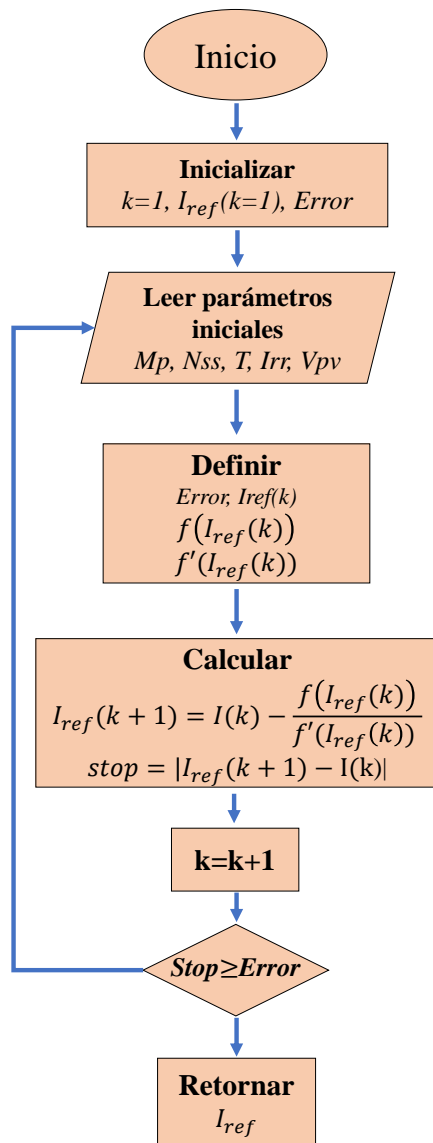 Inicio
Inicializar
k=1, I_ref(k=1), Error
Leer parámetros
iniciales
Mp, Nss, T, Irr, Vpv
Definir
Error, Iref(k)
f(I_ref(k))
f′(I_ref(k))
Calcular
I_ref(k + 1) = I(k) − f(I_ref(k)) / f′(I_ref(k))
stop = |I_ref(k + 1) − I(k)|
k=k+1
Stop≥Error
Retornar
I_ref